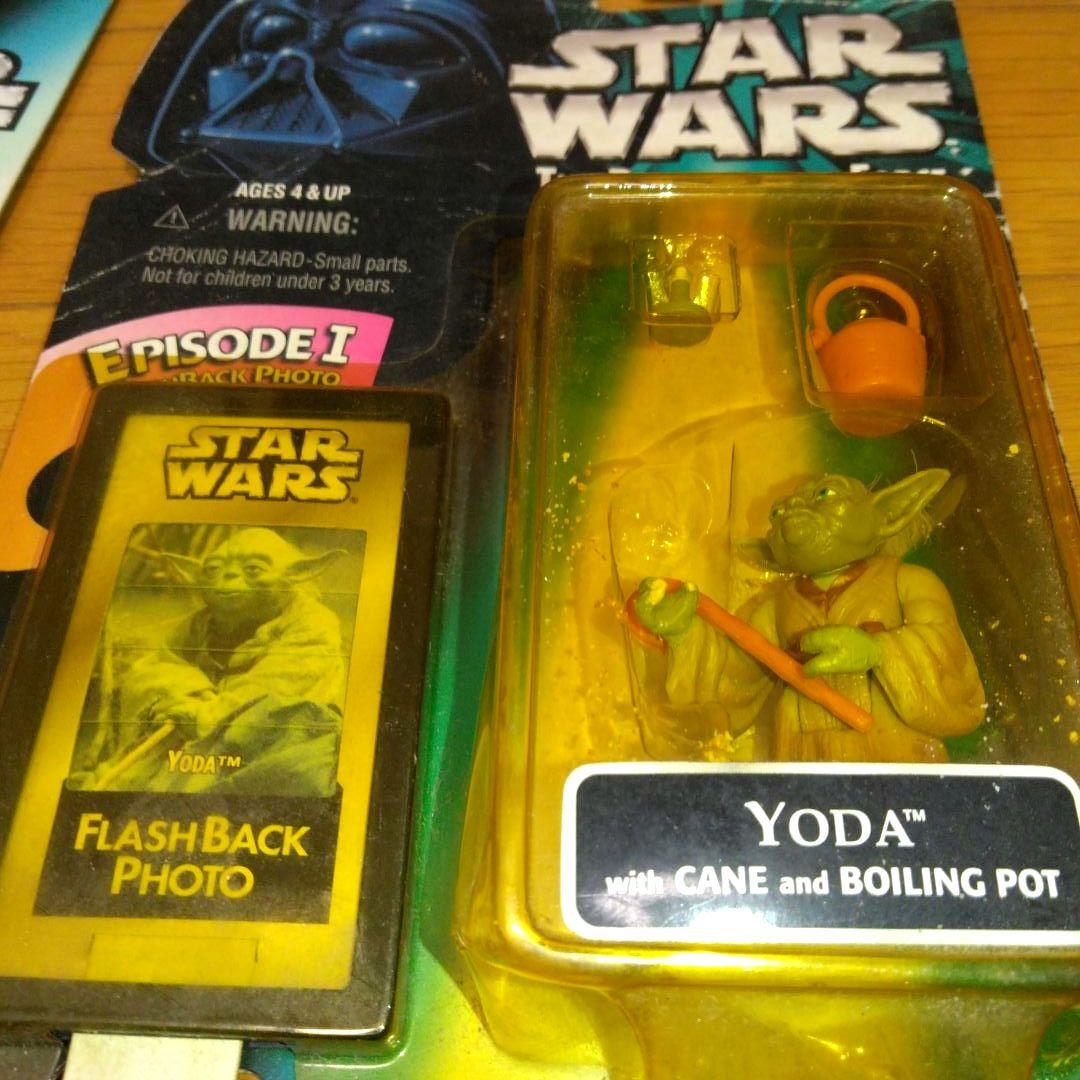 STAR
WARS
AGES 4 & UP
WARNING:
CHOKING HAZARD-Small parts.
Not for children under 3 years.
EPISODE I
PHOTO
STAR
WARS
YODA™
FLASHBACK
PHOTO
YODA™
with CANE and BOILING POT